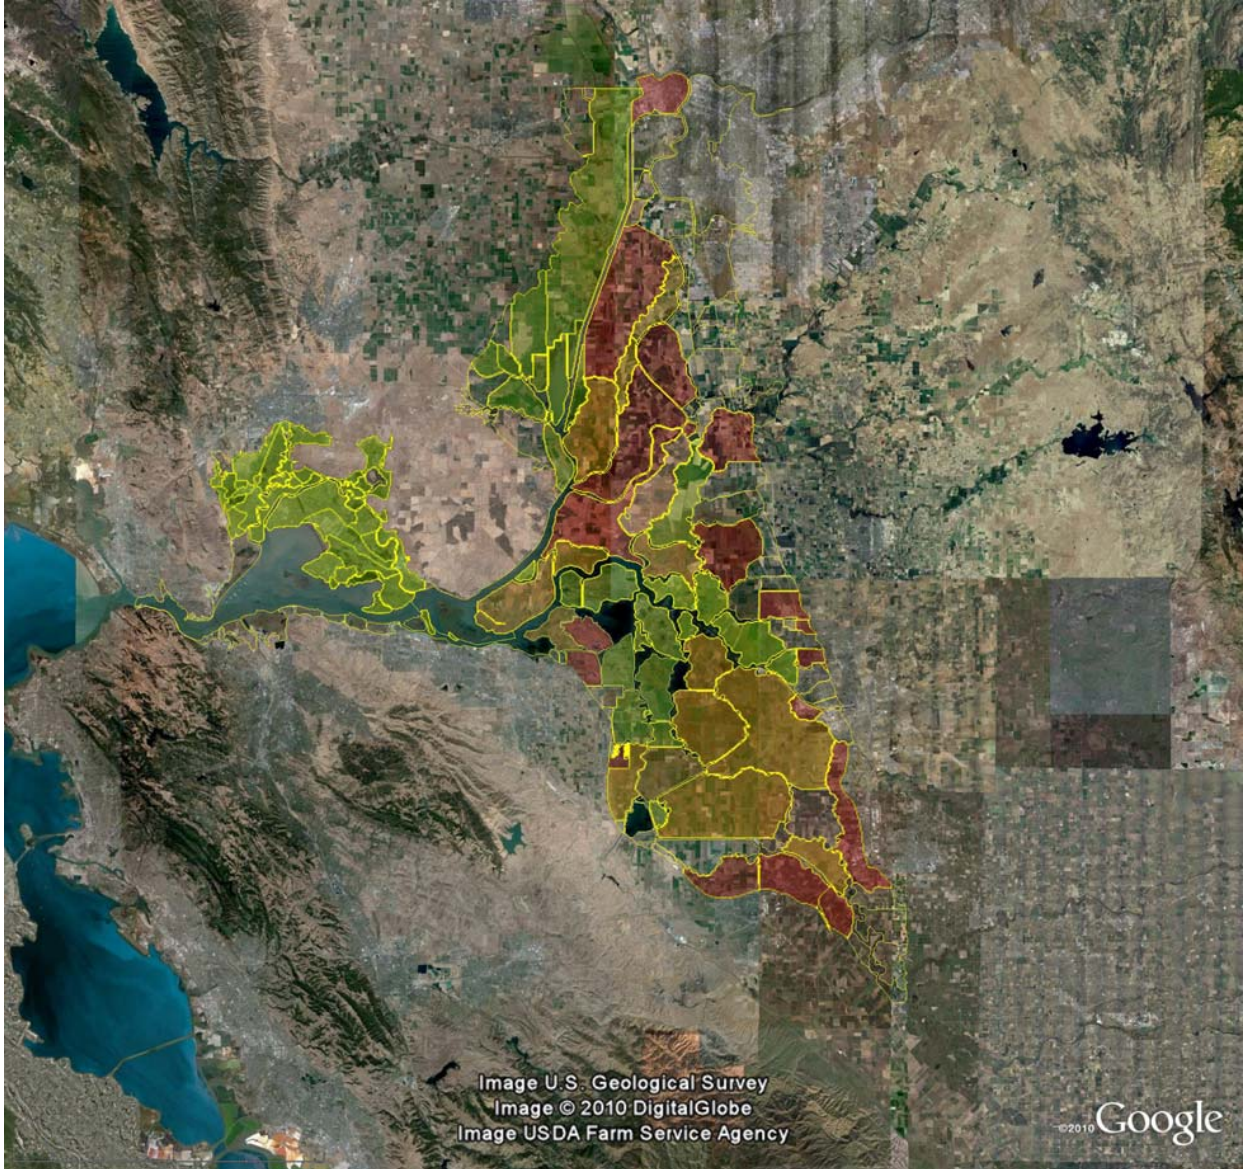 Image U.S. Geological Survey
Image © 2010 DigitalGlobe
Image USDA Farm Service Agency
©2010 Google